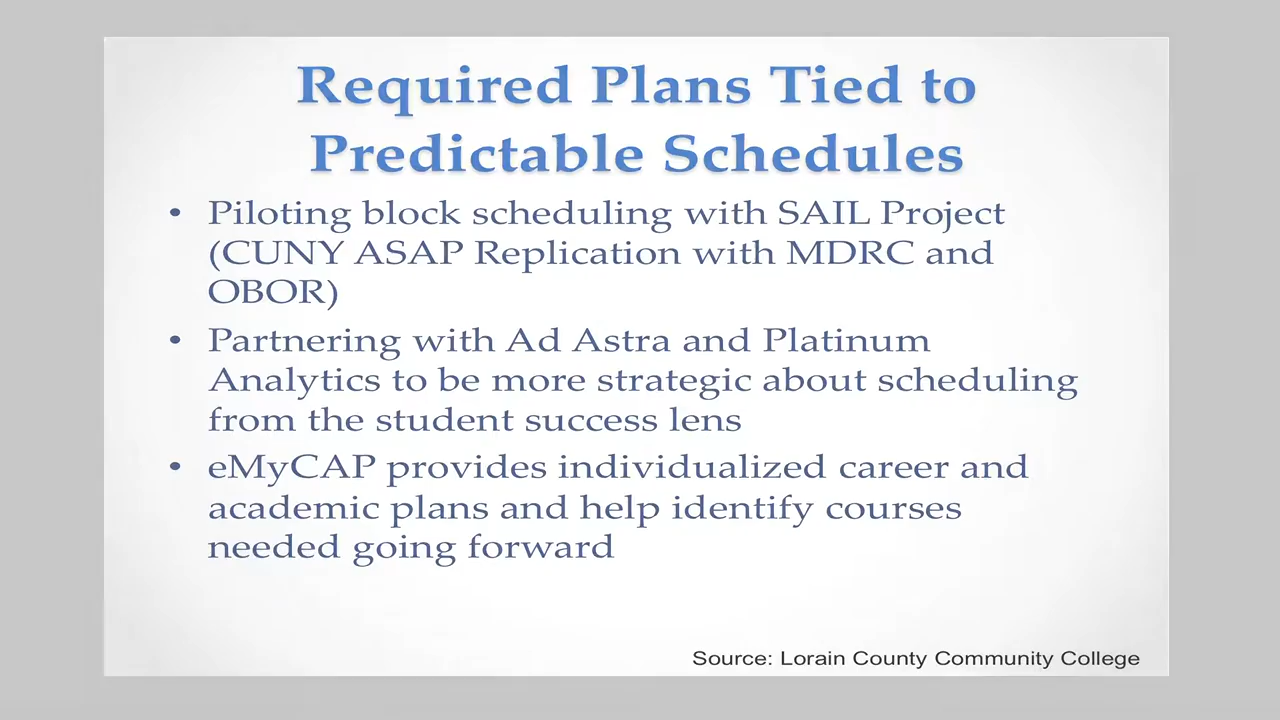 Required Plans Tied to
Predictable Schedules
• Piloting block scheduling with SAIL Project
(CUNY ASAP Replication with MDRC and
OBOR)
• Partnering with Ad Astra and Platinum
Analytics to be more strategic about scheduling
from the student success lens
• eMyCAP provides individualized career and
academic plans and help identify courses
needed going forward
Source: Lorain County Community College